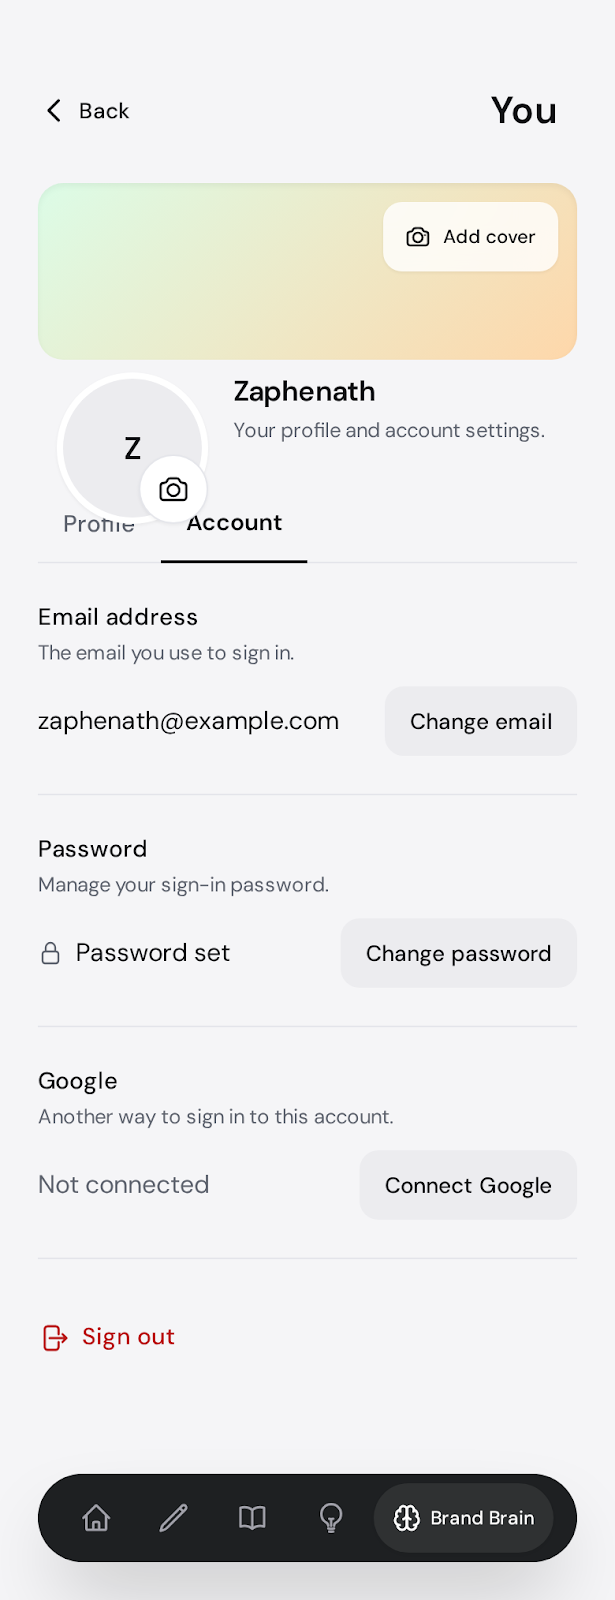 Back
You
Add cover
Zaphenath
Your profile and account settings.
Z
Profile
Account
Email address
The email you use to sign in.
zaphenath@example.com
Change email
Password
Manage your sign-in password.
Password set
Change password
Google
Another way to sign in to this account.
Not connected
Connect Google
Sign out
Brand Brain